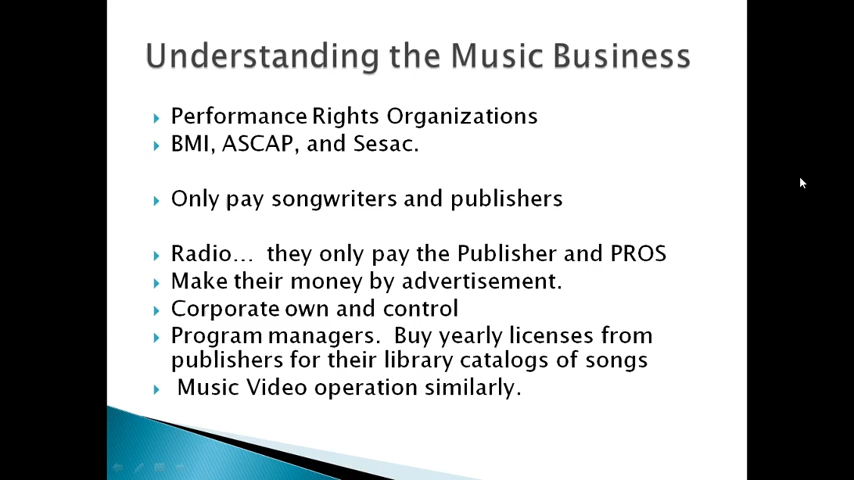 Understanding the Music Business
Performance Rights Organizations
BMI, ASCAP, and Sesac.
Only pay songwriters and publishers
Radio... they only pay the Publisher and PROS
Make their money by advertisement.
Corporate own and control
Program managers. Buy yearly licenses from
publishers for their library catalogs of songs
Music Video operation similarly.